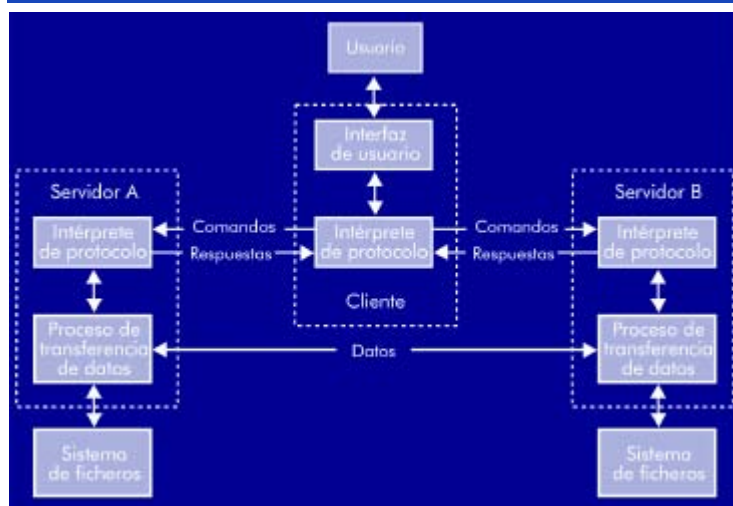 Usuario
Interfaz
de usuario
Servidor A
Servidor B
Intérprete
de protocolo
Comandos
Respuestas
Intérprete
de protocolo
Comandos
Respuestas
Intérprete
de protocolo
Cliente
Proceso de
transferencia
de datos
Datos
Proceso de
transferencia
de datos
Sistema
de ficheros
Sistema
de ficheros